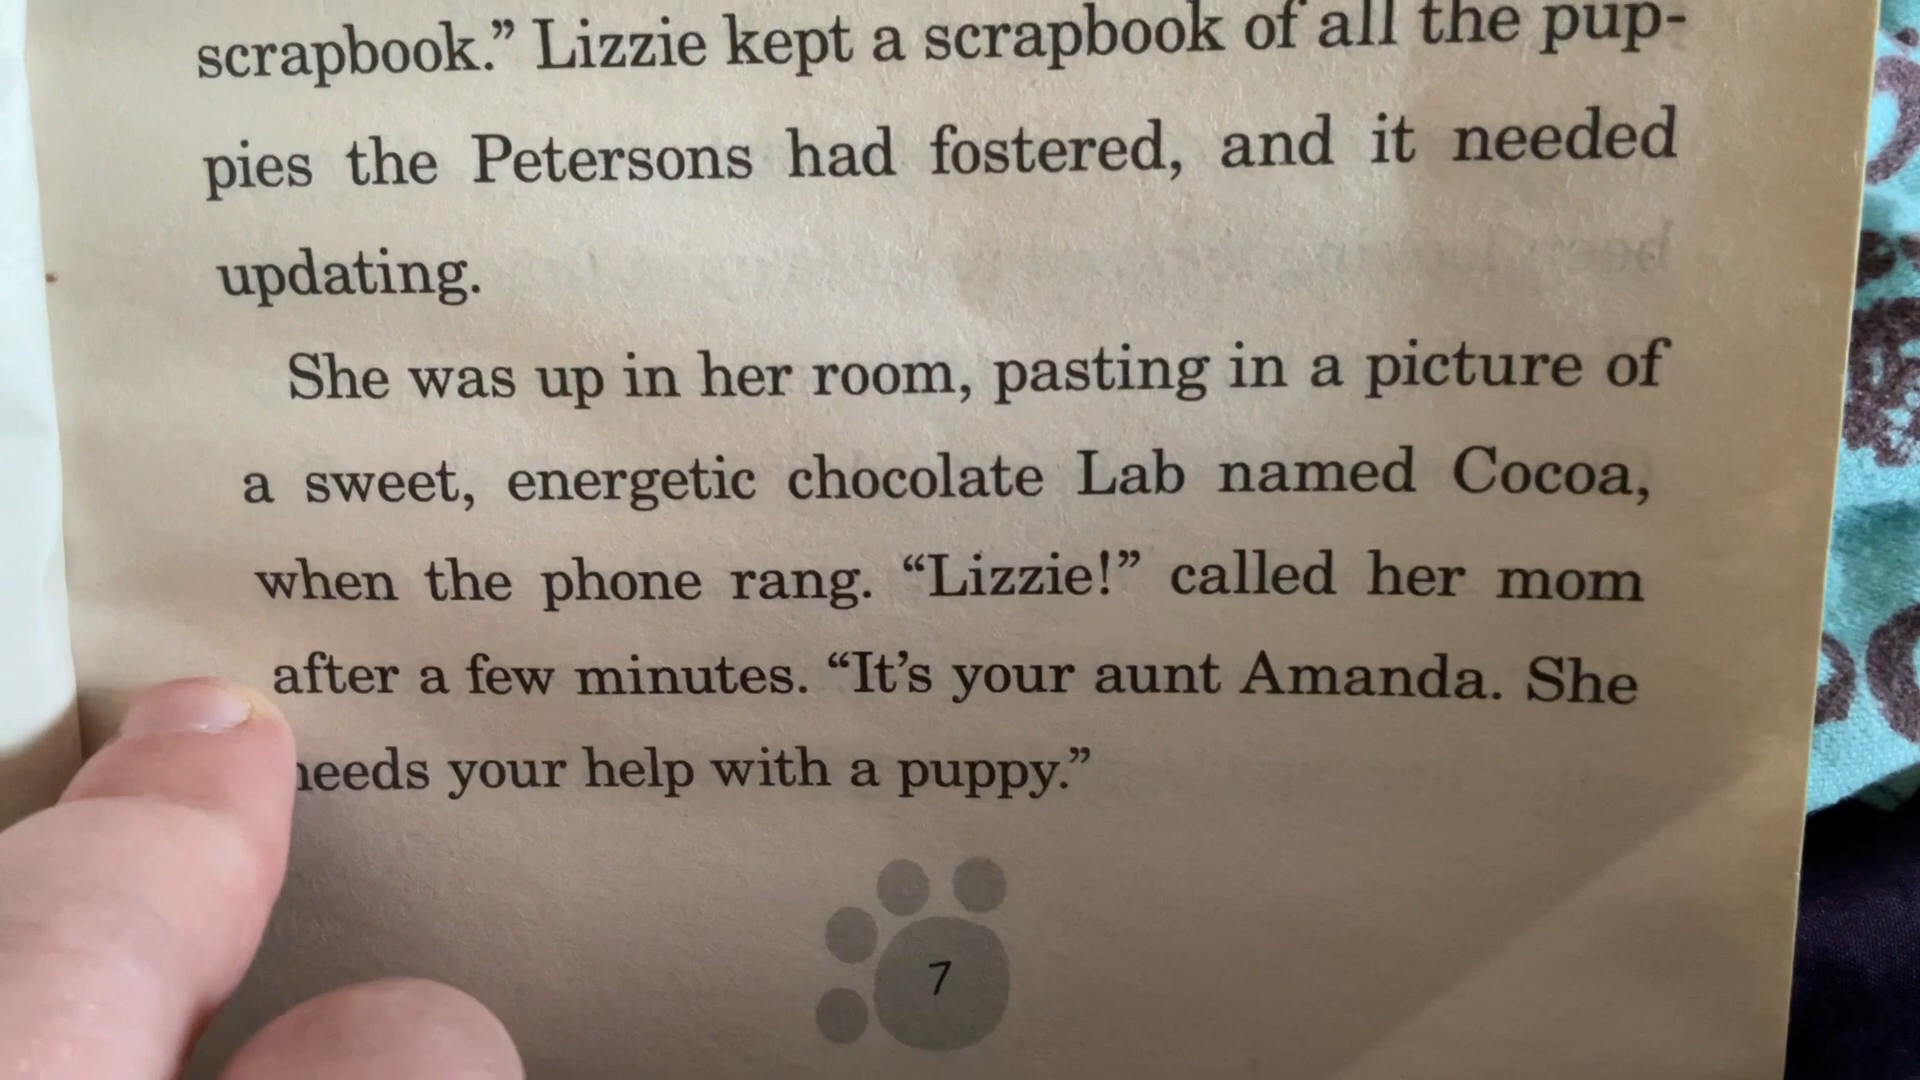 scrapbook.” Lizzie kept a scrapbook of all the pup-
pies the Petersons had fostered, and it needed
updating.
She was up in her room, pasting in a picture of
a sweet, energetic chocolate Lab named Cocoa,
when the phone rang. “Lizzie!” called her mom
after a few minutes. “It’s your aunt Amanda. She
needs your help with a puppy.”
7